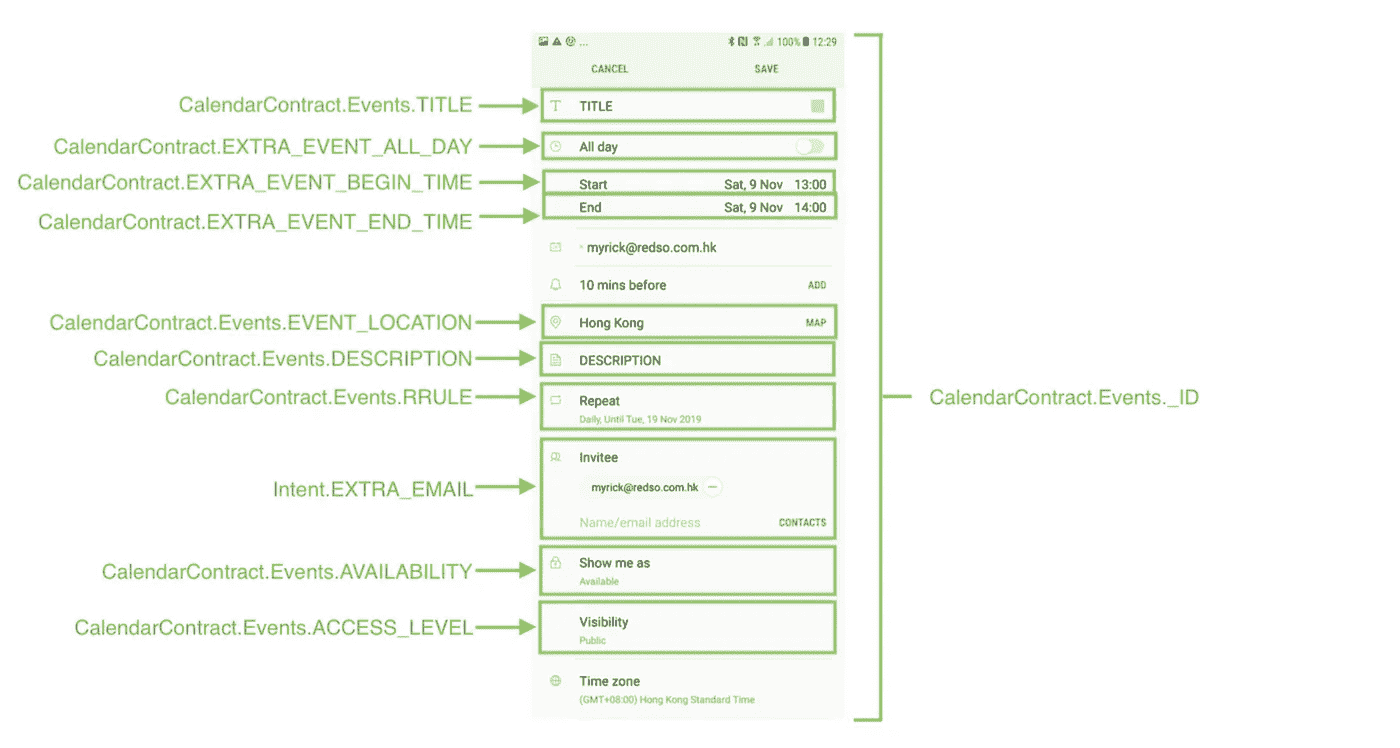 ... 100% 12:29
CANCEL SAVE
CalendarContract.Events.TITLE TITLE
CalendarContract.EXTRA_EVENT_ALL_DAY All day
CalendarContract.EXTRA_EVENT_BEGIN_TIME Start Sat, 9 Nov 13:00
CalendarContract.EXTRA_EVENT_END_TIME End Sat, 9 Nov 14:00
myrick@redso.com.hk
10 mins before ADD
CalendarContract.Events.EVENT_LOCATION Hong Kong MAP
CalendarContract.Events.DESCRIPTION DESCRIPTION
CalendarContract.Events.RRULE Repeat
Daily, Until Tue, 19 Nov 2019
CalendarContract.Events._ID
Invitee
Intent.EXTRA_EMAIL myrick@redso.com.hk
Name/email address CONTACTS
CalendarContract.Events.AVAILABILITY Show me as
Available
CalendarContract.Events.ACCESS_LEVEL Visibility
Public
Time zone
(GMT+08:00) Hong Kong Standard Time